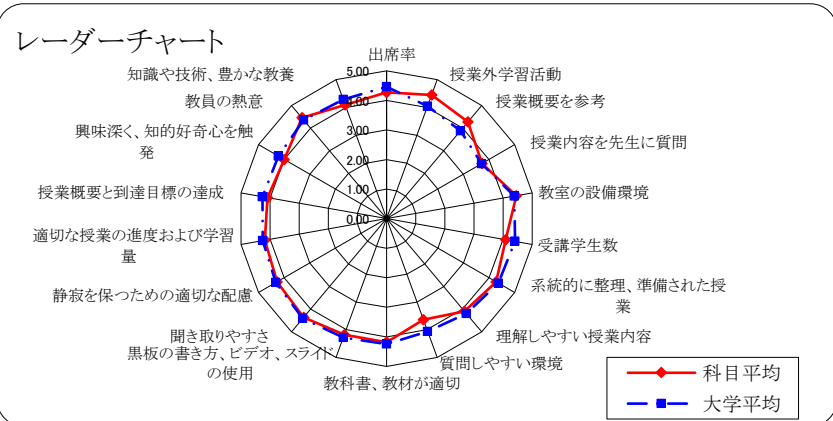 レーダーチャート
出席率
授業外学習活動
授業概要を参考
授業内容を先生に質問
教室の設備環境
受講学生数
系統的に整理、準備された授
業
理解しやすい授業内容
質問しやすい環境
教科書、教材が適切
黒板の書き方、ビデオ、スライド
の使用
聞き取りやすさ
静寂を保つための適切な配慮
適切な授業の進度および学習
量
授業概要と到達目標の達成
興味深く、知的好奇心を触
発
教員の熱意
知識や技術、豊かな教養
5.00
4.00
3.00
2.00
1.00
0.00
科目平均
大学平均